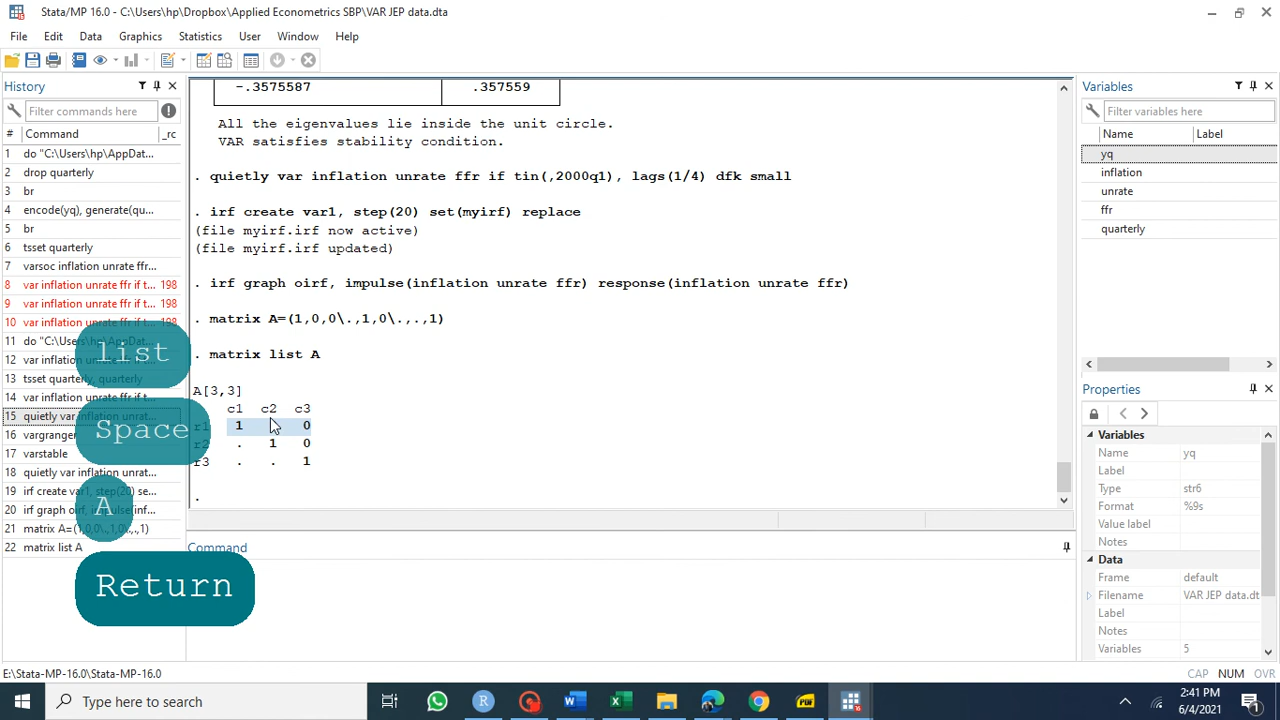 Stata/MP 16.0 - C:\Users\hp\Dropbox\Applied Econometrics SBP\VAR JEP data.dta
File Edit Data Graphics Statistics User Window Help
History
Filter commands here
# Command _rc
1 do "C:\Users\hp\AppDat...
2 drop quarterly
3 br
4 encode(yq), generate(qu...
5 br
6 tsset quarterly
7 varsoc inflation unrate ffr...
8 var inflation unrate ffr if t... 198
9 var inflation unrate ffr if t... 198
10 var inflation unrate ffr if t... 198
11 do "C:\Users\hp\AppDat...
12 var inflation unrate ffr if t...
13 tsset quarterly, quarterly
14 var inflation unrate ffr if t...
15 quietly var inflation unrat...
16 vargranger
17 varstable
18 quietly var inflation unrat...
19 irf create var1, step(20) se...
20 irf graph oirf, impulse(inf...
21 matrix A=(1,0,0\.,1,0\.,.,1)
22 matrix list A
list
Space
A
Return
-.3575587 .357559
All the eigenvalues lie inside the unit circle.
VAR satisfies stability condition.
. quietly var inflation unrate ffr if tin(,2000q1), lags(1/4) dfk small
. irf create var1, step(20) set(myirf) replace
(file myirf.irf now active)
(file myirf.irf updated)
. irf graph oirf, impulse(inflation unrate ffr) response(inflation unrate ffr)
. matrix A=(1,0,0\.,1,0\.,.,1)
. matrix list A
A[3,3]
c1 c2 c3
r1 1 0
r2 . 1 0
r3 . . 1
.
Command
Variables
Filter variables here
Name Label
yq
inflation
unrate
ffr
quarterly
Properties
Variables
Name yq
Label
Type str6
Format %9s
Value label
Notes
Data
Frame default
Filename VAR JEP data.dt
Label
Notes
Variables 5
E:\Stata-MP-16.0\Stata-MP-16.0
CAP NUM OVR
Type here to search
2:41 PM
6/4/2021